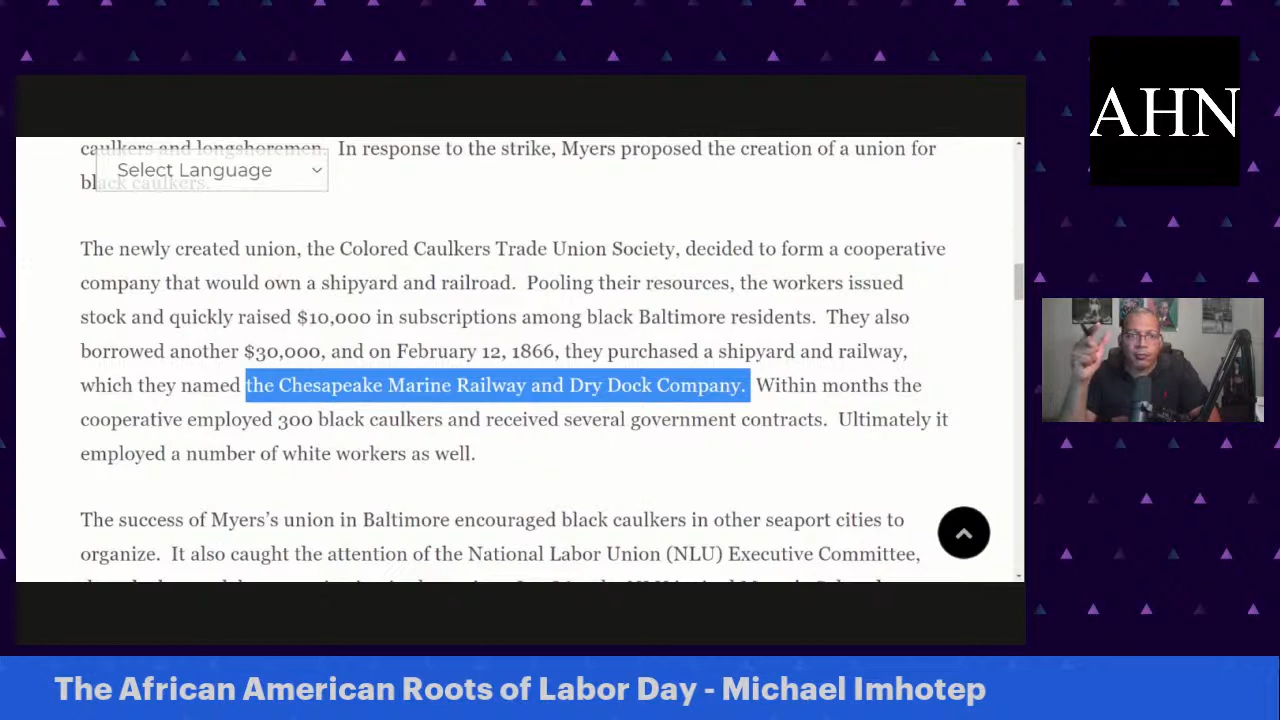 AHN
caulkers and longshoremen.  In response to the strike, Myers proposed the creation of a union for
Select Language
black caulkers.
The newly created union, the Colored Caulkers Trade Union Society, decided to form a cooperative
company that would own a shipyard and railroad.  Pooling their resources, the workers issued
stock and quickly raised $10,000 in subscriptions among black Baltimore residents.  They also
borrowed another $30,000, and on February 12, 1866, they purchased a shipyard and railway,
which they named the Chesapeake Marine Railway and Dry Dock Company.  Within months the
cooperative employed 300 black caulkers and received several government contracts.  Ultimately it
employed a number of white workers as well.
The success of Myers’s union in Baltimore encouraged black caulkers in other seaport cities to
organize.  It also caught the attention of the National Labor Union (NLU) Executive Committee,
The African American Roots of Labor Day - Michael Imhotep